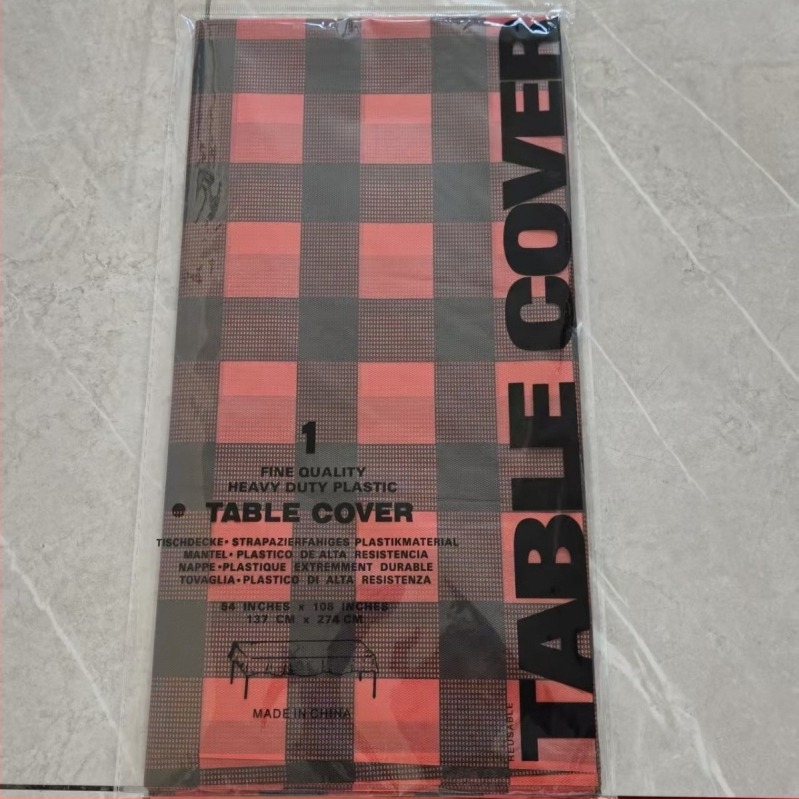 1
FINE QUALITY
HEAVY DUTY PLASTIC
TABLE COVER
TISCHDECKE • STRAPAZIERFAHIGES PLASTIKMATERIAL
MANTEL • PLASTICO DE ALTA RESISTENCIA
NAPPE • PLASTIQUE EXTREMMENT DURABLE
TOVAGLIA • PLASTICO DI ALTA RESISTENZA
54 INCHES x 108 INCHES
137 CM x 274 CM
MADE IN CHINA
REUSABLE
TABLE COVER